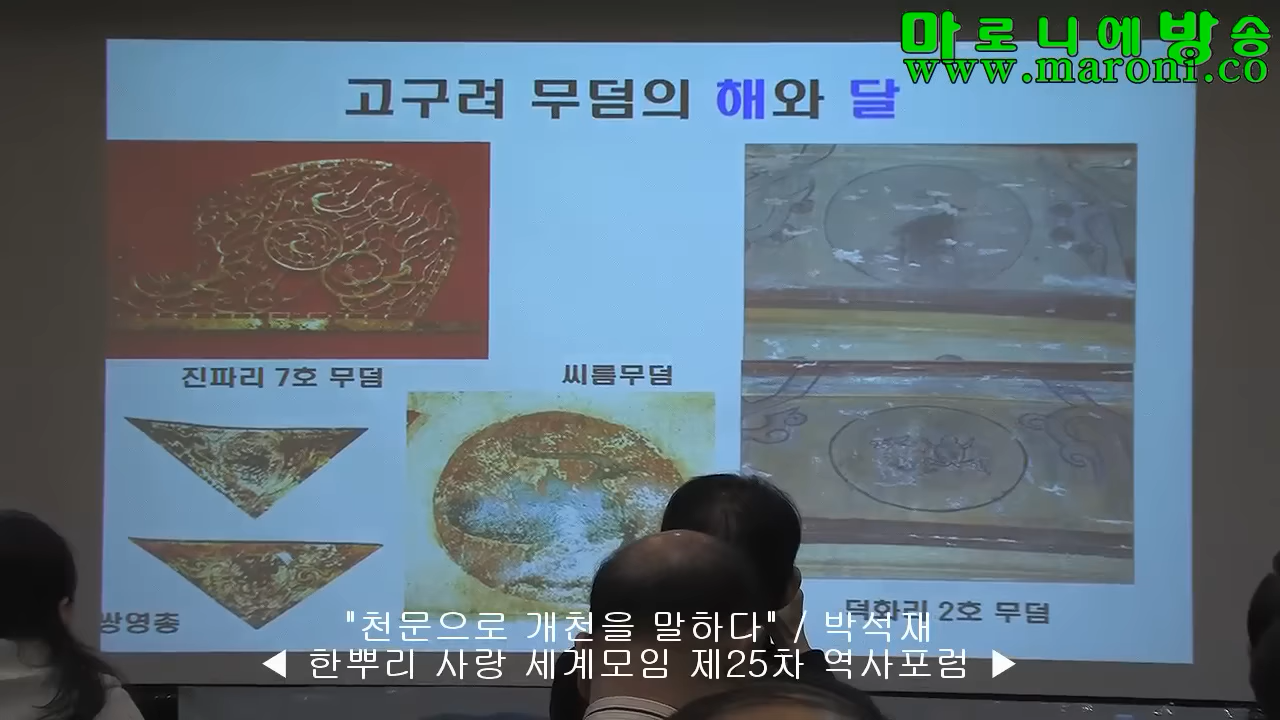 마로니에방송
www.maroni.co
고구려 무덤의 해와 달
진파리 7호 무덤
씨름무덤
쌍영총
덕화리 2호 무덤
"천문으로 개천을 말하다" / 박석재
◀ 한뿌리 사랑 세계모임 제25차 역사포럼 ▶